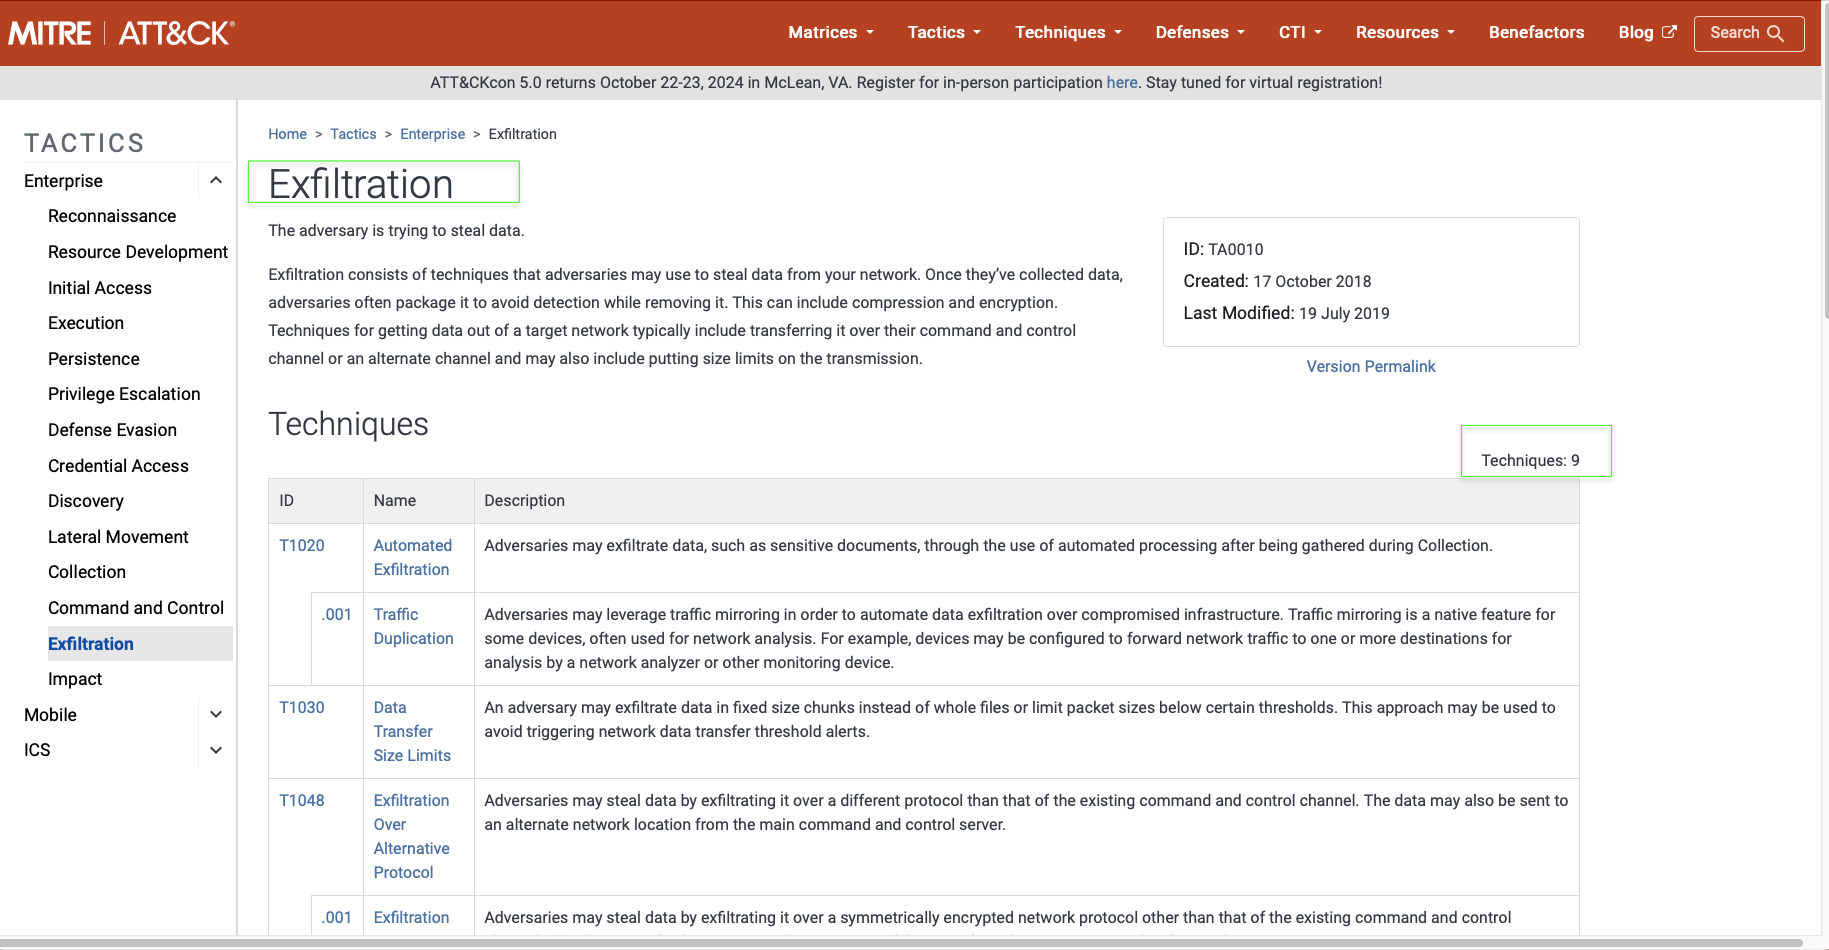 MITRE | ATT&CK®
Matrices Tactics Techniques Defenses CTI Resources Benefactors Blog Search
ATT&CKcon 5.0 returns October 22-23, 2024 in McLean, VA. Register for in-person participation here. Stay tuned for virtual registration!
TACTICS
Enterprise
Reconnaissance
Resource Development
Initial Access
Execution
Persistence
Privilege Escalation
Defense Evasion
Credential Access
Discovery
Lateral Movement
Collection
Command and Control
Exfiltration
Impact
Mobile
ICS
Home > Tactics > Enterprise > Exfiltration
Exfiltration
The adversary is trying to steal data.
Exfiltration consists of techniques that adversaries may use to steal data from your network. Once they’ve collected data,
adversaries often package it to avoid detection while removing it. This can include compression and encryption.
Techniques for getting data out of a target network typically include transferring it over their command and control
channel or an alternate channel and may also include putting size limits on the transmission.
ID: TA0010
Created: 17 October 2018
Last Modified: 19 July 2019
Version Permalink
Techniques
Techniques: 9
ID Name Description
T1020 Automated Adversaries may exfiltrate data, such as sensitive documents, through the use of automated processing after being gathered during Collection.
Exfiltration
.001 Traffic Adversaries may leverage traffic mirroring in order to automate data exfiltration over compromised infrastructure. Traffic mirroring is a native feature for
Duplication some devices, often used for network analysis. For example, devices may be configured to forward network traffic to one or more destinations for
analysis by a network analyzer or other monitoring device.
T1030 Data An adversary may exfiltrate data in fixed size chunks instead of whole files or limit packet sizes below certain thresholds. This approach may be used to
Transfer avoid triggering network data transfer threshold alerts.
Size Limits
T1048 Exfiltration Adversaries may steal data by exfiltrating it over a different protocol than that of the existing command and control channel. The data may also be sent to
Over an alternate network location from the main command and control server.
Alternative
Protocol
.001 Exfiltration Adversaries may steal data by exfiltrating it over a symmetrically encrypted network protocol other than that of the existing command and control